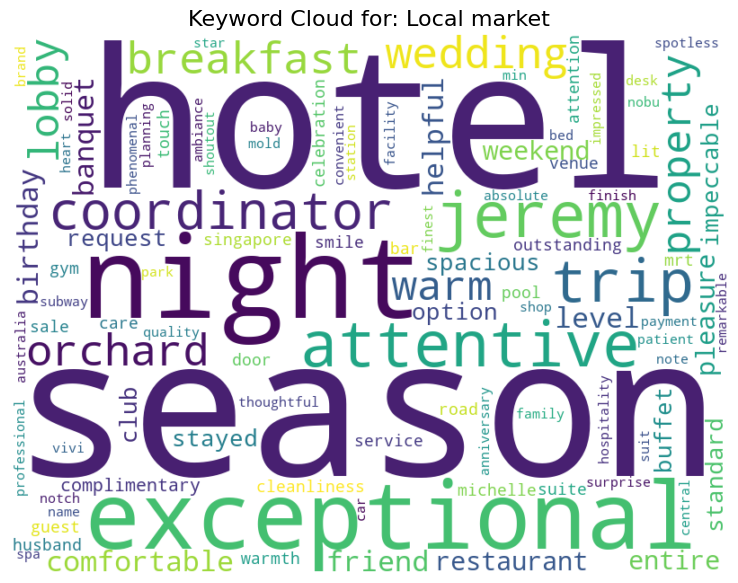 Keyword Cloud for: Local market
hotel
season
night
exceptional
attentive
jeremy
trip
coordinator
breakfast
wedding
lobby
property
orchard
warm
banquet
birthday
helpful
weekend
venue
star
spotless
brand
heart
solid
phenomenal
planning
touch
ambiance
shoutout
baby
mold
celebration
convenient
station
facility
min
attention
impressed
desk
nobu
lit
bed
impeccable
absolute
finish
finest
outstanding
mrt
remarkable
pleasure
request
singapore
smile
bar
spacious
option
pool
shop
level
payment
patient
note
gym
park
subway
sale
care
quality
australia
door
club
thoughtful
road
anniversary
family
hospitality
suit
buffet
standard
professional
vivi
stayed
service
complimentary
cleanliness
michelle
suite
surprise
central
notch
name
guest
husband
spa
comfortable
warmth
car
friend
restaurant
entire